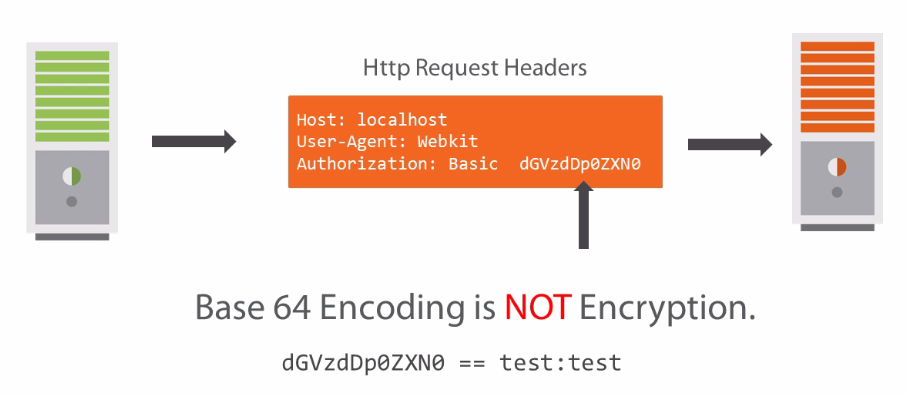 Http Request Headers
Host: localhost
User-Agent: Webkit
Authorization: Basic  dGVzdDp0ZXN0
Base 64 Encoding is NOT Encryption.
dGVzdDp0ZXN0 == test:test